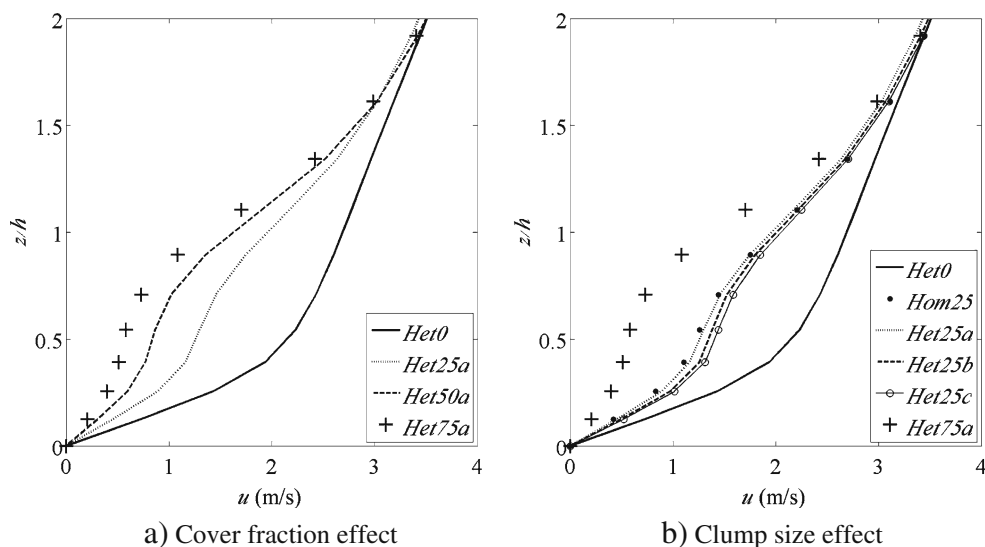 2
1.5
1
0.5
0
z/h
0 1 2 3 4
u (m/s)
Het0
Het25a
Het50a
Het75a
a) Cover fraction effect
2
1.5
1
0.5
0
z/h
0 1 2 3 4
u (m/s)
Het0
Hom25
Het25a
Het25b
Het25c
Het75a
b) Clump size effect